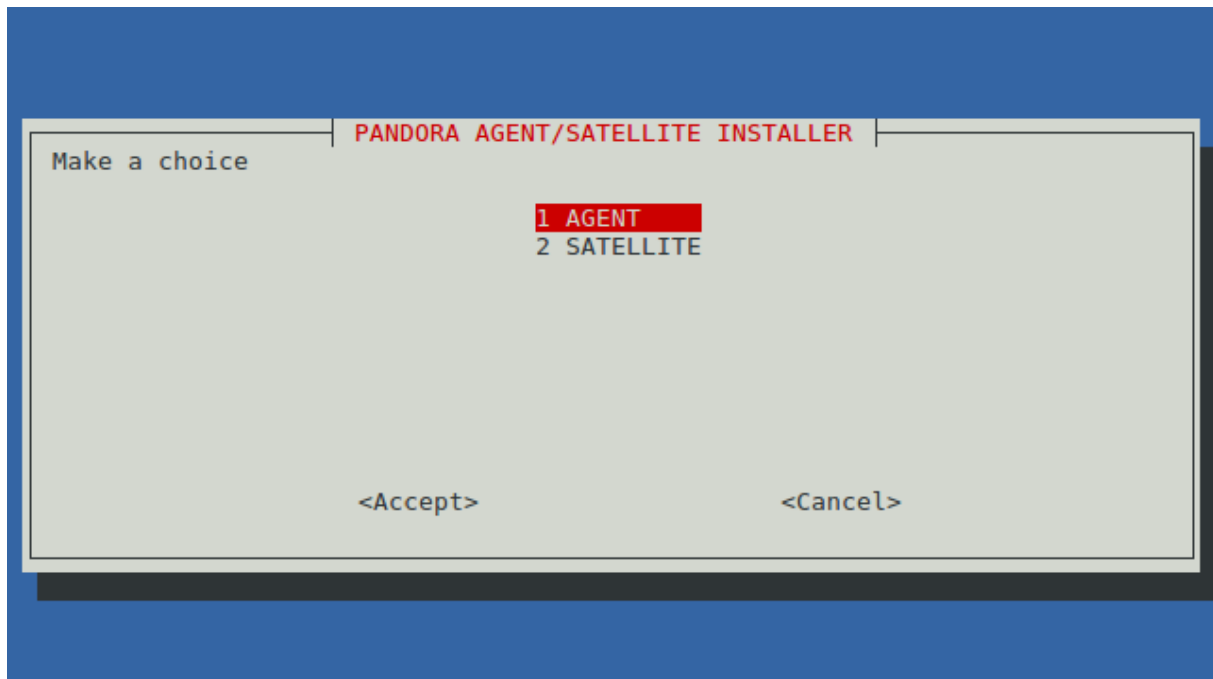 PANDORA AGENT/SATELLITE INSTALLER
Make a choice
1 AGENT
2 SATELLITE
<Accept> <Cancel>